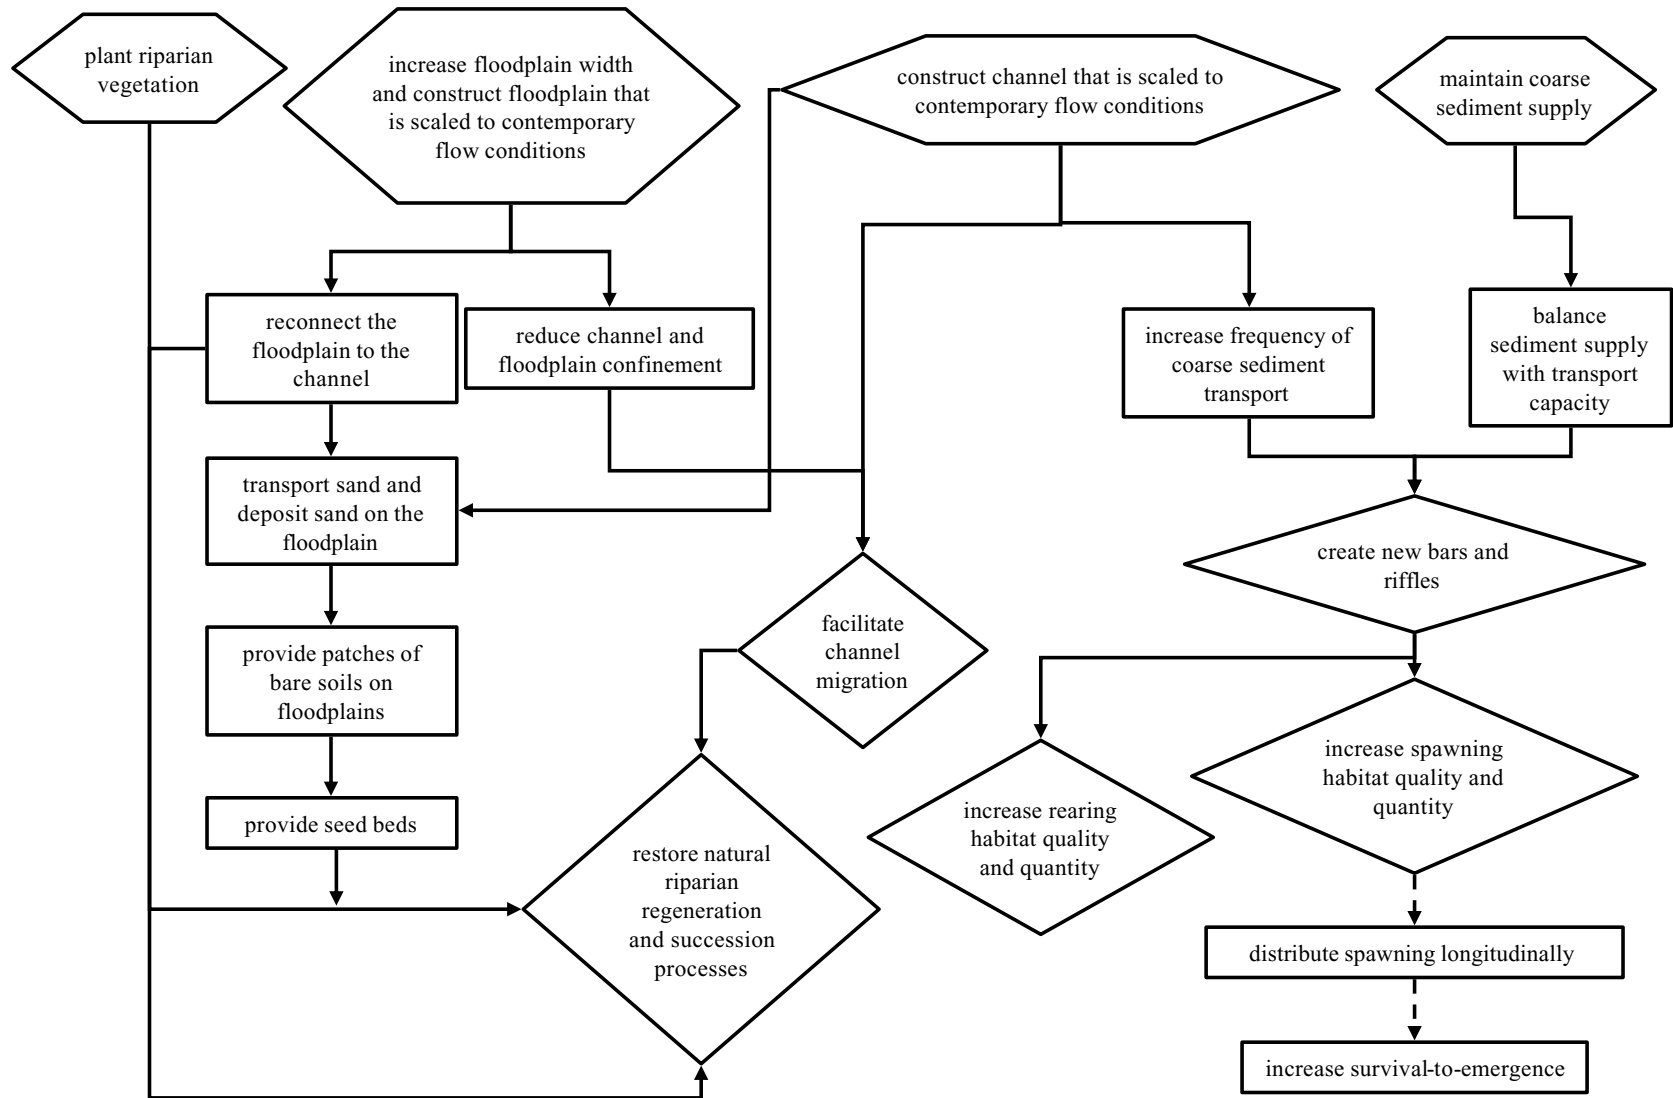 plant riparian
vegetation
increase floodplain width
and construct floodplain that
is scaled to contemporary
flow conditions
construct channel that is scaled to
contemporary flow conditions
maintain coarse
sediment supply
reconnect the
floodplain to the
channel
reduce channel and
floodplain confinement
increase frequency of
coarse sediment
transport
balance
sediment supply
with transport
capacity
transport sand and
deposit sand on the
floodplain
create new bars and
riffles
facilitate
channel
migration
provide patches of
bare soils on
floodplains
increase spawning
habitat quality and
quantity
provide seed beds
increase rearing
habitat quality
and quantity
restore natural
riparian
regeneration
and succession
processes
distribute spawning longitudinally
increase survival-to-emergence